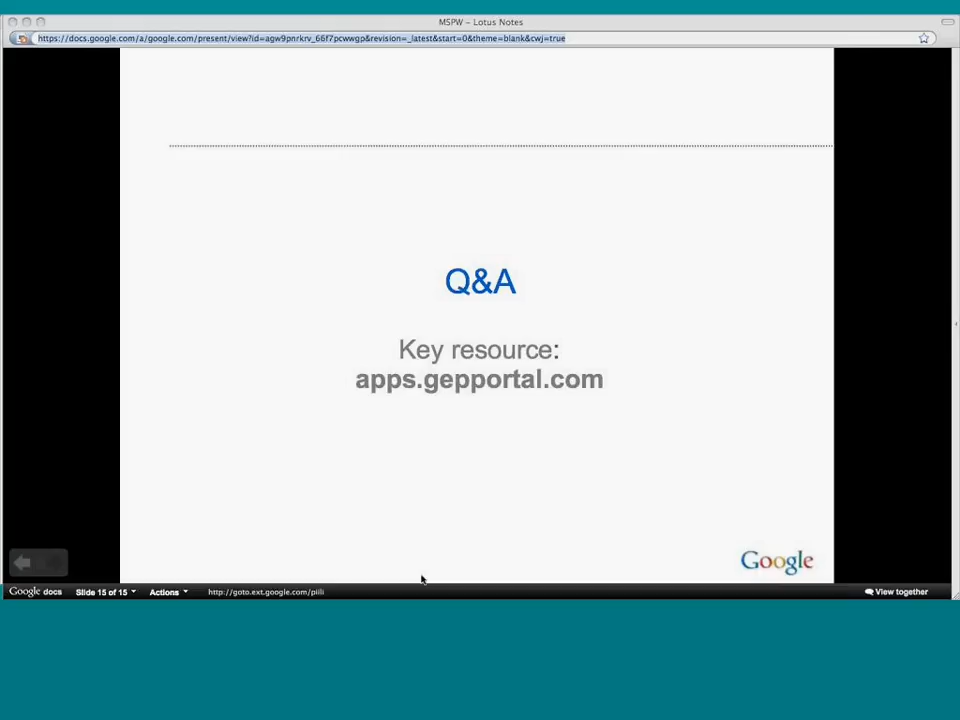 MSPW – Lotus Notes
https://docs.google.com/a/google.com/present/view?id=agw9pnrkrv_66f7pcwwgp&revision=_latest&start=0&theme=blank&cwj=true
Q&A
Key resource:
apps.gepportal.com
Google
Google docs Slide 15 of 15 Actions http://goto.ext.google.com/piili View together